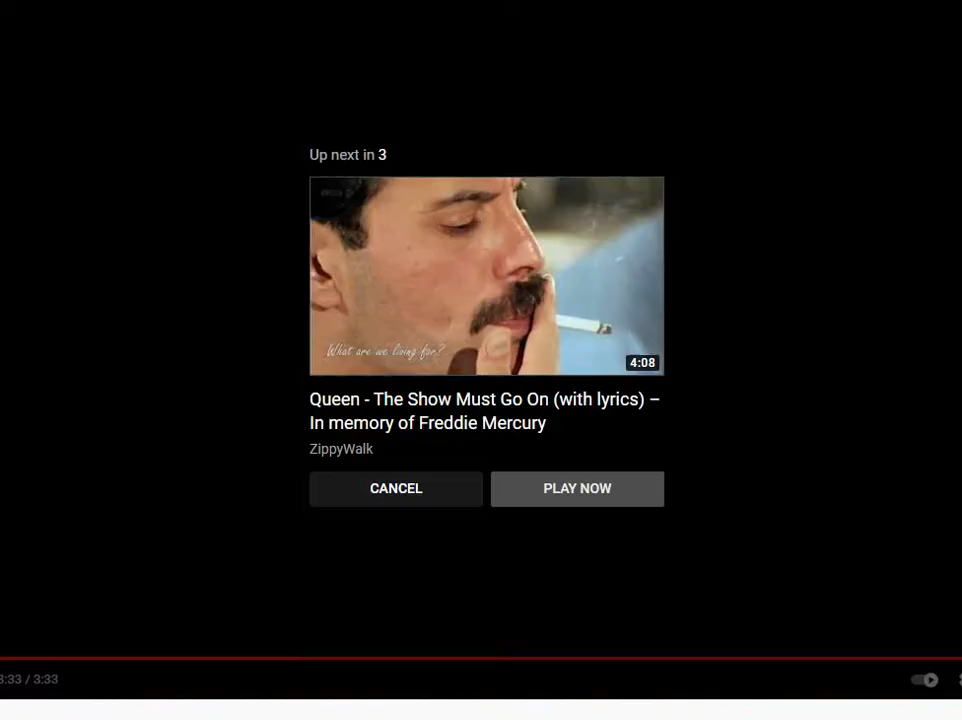 Up next in 3
What are we living for?
4:08
Queen - The Show Must Go On (with lyrics) –
In memory of Freddie Mercury
ZippyWalk
CANCEL
PLAY NOW
3:33 / 3:33